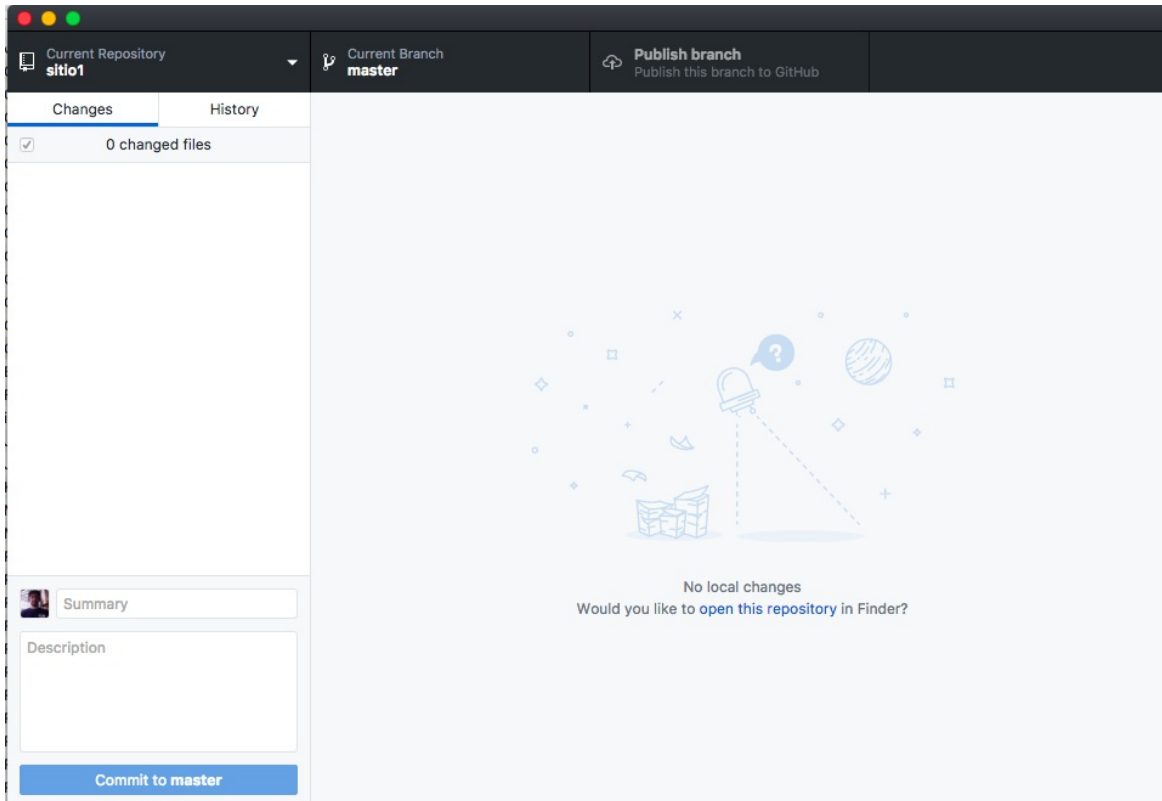 Current Repository
sitio1
Current Branch
master
Publish branch
Publish this branch to GitHub
Changes
History
0 changed files
?
No local changes
Would you like to open this repository in Finder?
Summary
Description
Commit to master